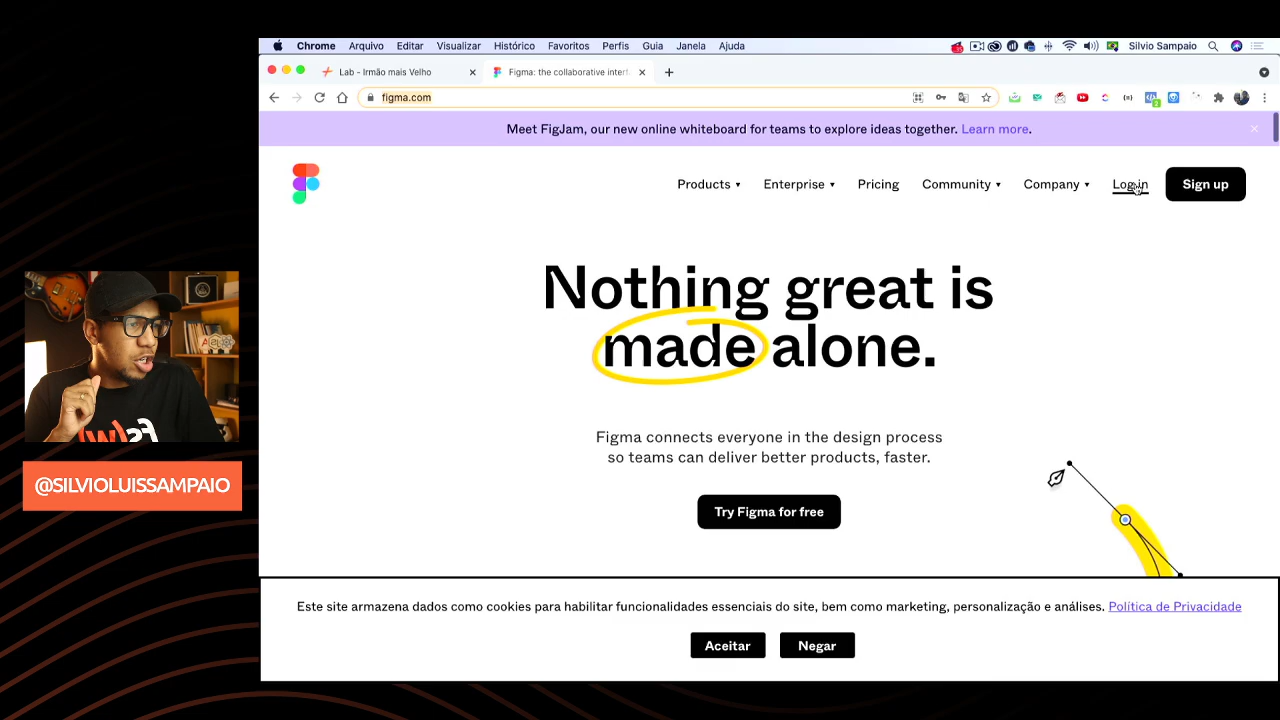 Chrome Arquivo Editar Visualizar Histórico Favoritos Perfis Guia Janela Ajuda Silvio Sampaio
Lab - Irmão mais Velho
Figma: the collaborative interf
figma.com
Meet FigJam, our new online whiteboard for teams to explore ideas together. Learn more.
Products Enterprise Pricing Community Company Log in Sign up
Nothing great is
made alone.
Figma connects everyone in the design process
so teams can deliver better products, faster.
Try Figma for free
@SILVIOLUISSAMPAIO
Este site armazena dados como cookies para habilitar funcionalidades essenciais do site, bem como marketing, personalização e análises. Política de Privacidade
Aceitar Negar